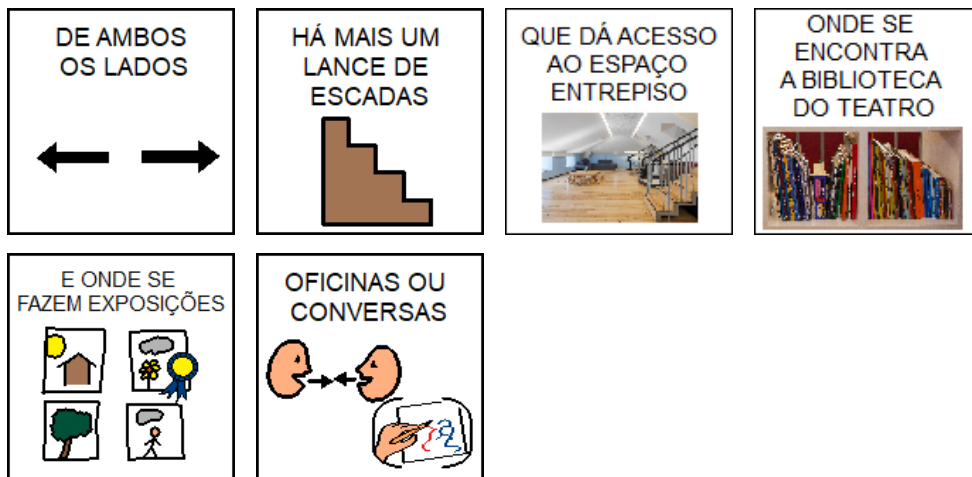 DE AMBOS
OS LADOS
HÁ MAIS UM
LANCE DE
ESCADAS
QUE DÁ ACESSO
AO ESPAÇO
ENTREPISO
ONDE SE
ENCONTRA
A BIBLIOTECA
DO TEATRO
E ONDE SE
FAZEM EXPOSIÇÕES
OFICINAS OU
CONVERSAS